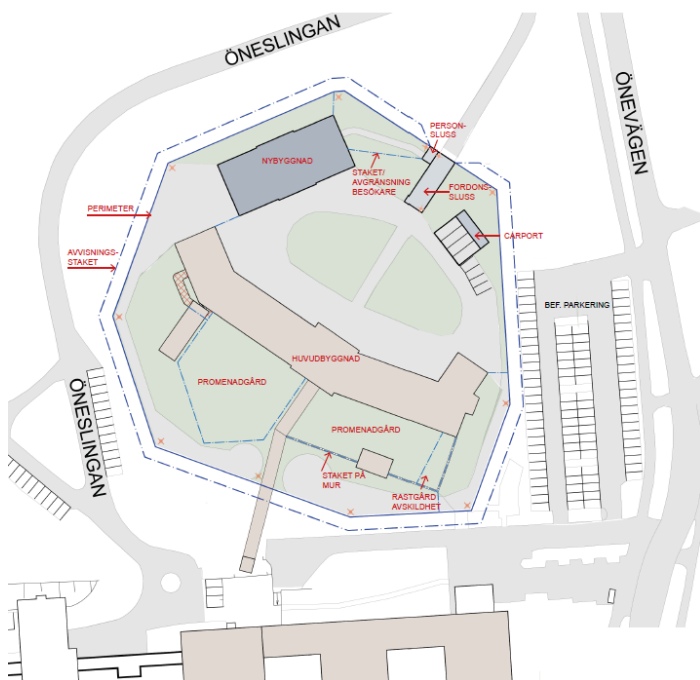 ÖNESLINGAN
ÖNEVÄGEN
PERSON-
SLUSS
NYBYGGNAD
STAKET/
AVGRÄNSNING
BESÖKARE
FORDONS-
SLUSS
PERIMETER
CARPORT
AVVISNINGS-
STAKET
BEF. PARKERING
HUVUDBYGGNAD
PROMENADGÅRD
ÖNESLINGAN
PROMENADGÅRD
STAKET PÅ
MUR
RASTGÅRD
AVSKILDHET